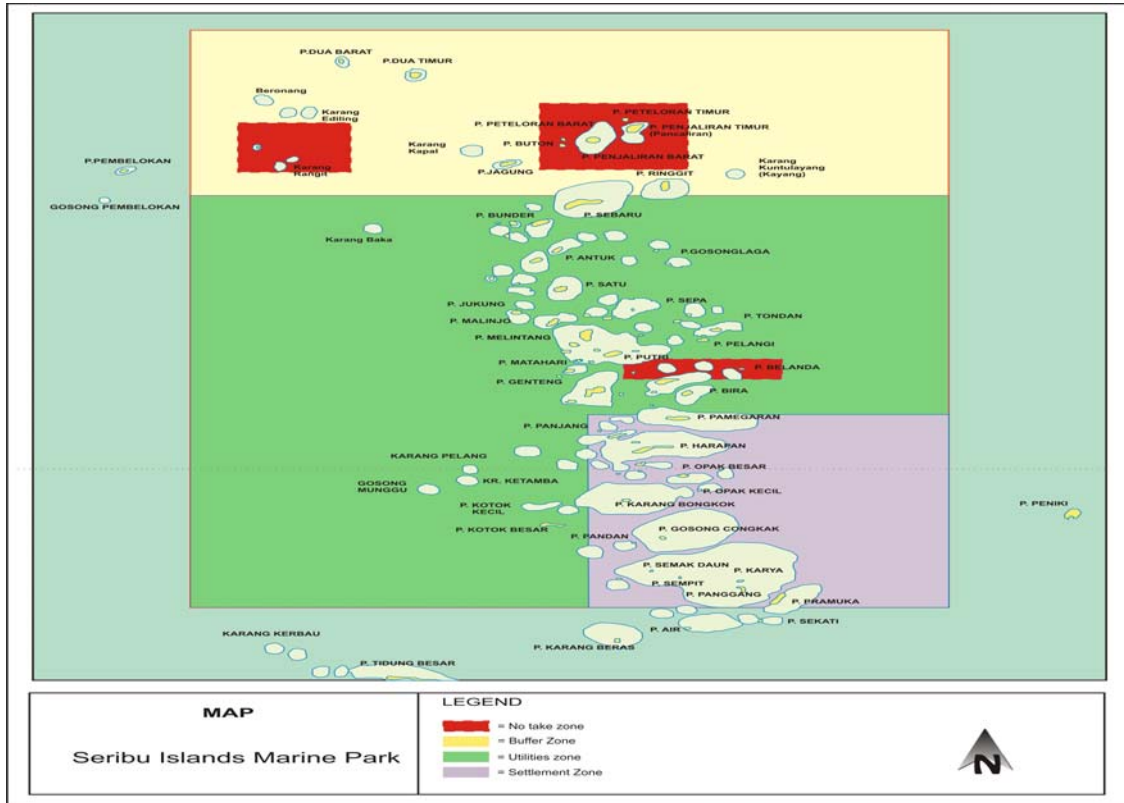 P.DUA BARAT
P.DUA TIMUR
Beronang
Karang
Ediling
P. PETELORAN TIMUR
P. PETELORAN BARAT
P. PENJALIRAN TIMUR
(Pancaliran)
P. BUTON
Karang
Kapal
P. PENJALIRAN BARAT
P.PEMBELOKAN
Karang
Rangit
P.JAGUNG
P. RINGGIT
Karang
Kuntulayang
(Kayang)
GOSONG PEMBELOKAN
P. BUNDER
P. SEBARU
Karang Baka
P. ANTUK
P.GOSONGLAGA
P. SATU
P. JUKUNG
P. SEPA
P. MALINJO
P. TONDAN
P. MELINTANG
P. PELANGI
P. MATAHARI
P. PUTRI
P. BELANDA
P. GENTENG
P. BIRA
P. PAMEGARAN
P. PANJANG
P. HARAPAN
KARANG PELANG
P. OPAK BESAR
GOSONG
MUNGGU
KR. KETAMBA
P. OPAK KECIL
P. KOTOK
KECIL
P. KARANG BONGKOK
P. PENIKI
P. KOTOK BESAR
P. GOSONG CONGKAK
P. PANDAN
P. SEMAK DAUN
P. KARYA
P. SEMPIT
P. PANGGANG
P. PRAMUKA
P. AIR
P. SEKATI
KARANG KERBAU
P. KARANG BERAS
P. TIDUNG BESAR
MAP
Seribu Islands Marine Park
LEGEND
= No take zone
= Buffer Zone
= Utilities zone
= Settlement Zone
N